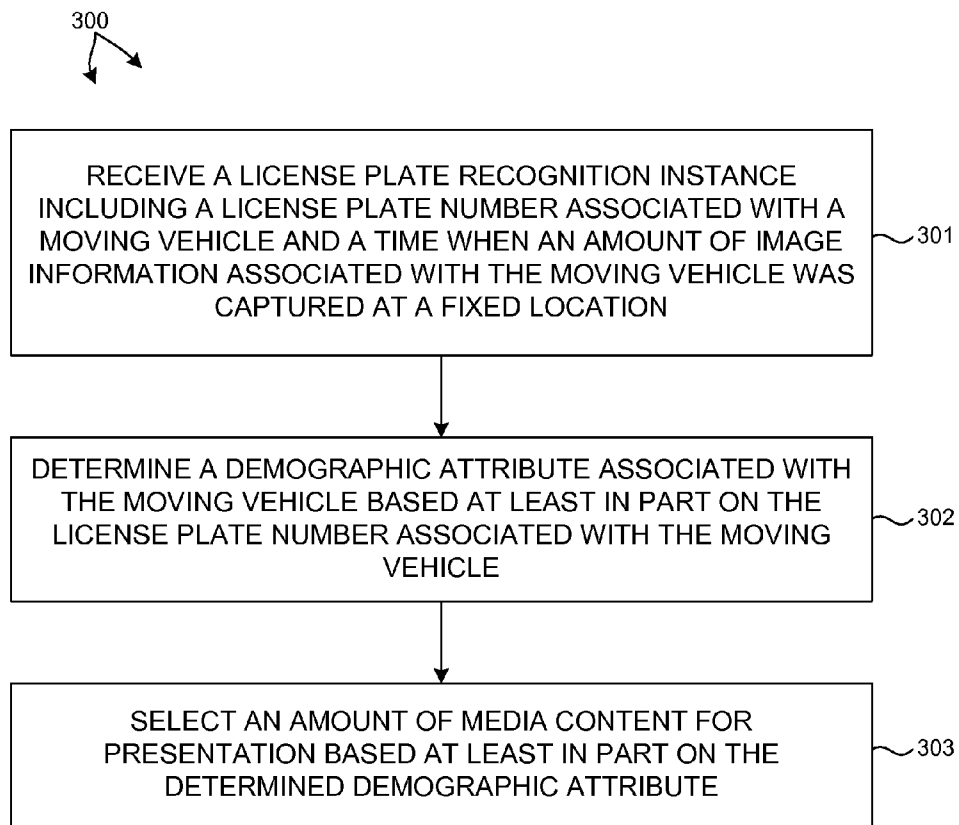 300
RECEIVE A LICENSE PLATE RECOGNITION INSTANCE
INCLUDING A LICENSE PLATE NUMBER ASSOCIATED WITH A
MOVING VEHICLE AND A TIME WHEN AN AMOUNT OF IMAGE
INFORMATION ASSOCIATED WITH THE MOVING VEHICLE WAS
CAPTURED AT A FIXED LOCATION
301
DETERMINE A DEMOGRAPHIC ATTRIBUTE ASSOCIATED WITH
THE MOVING VEHICLE BASED AT LEAST IN PART ON THE
LICENSE PLATE NUMBER ASSOCIATED WITH THE MOVING
VEHICLE
302
SELECT AN AMOUNT OF MEDIA CONTENT FOR
PRESENTATION BASED AT LEAST IN PART ON THE
DETERMINED DEMOGRAPHIC ATTRIBUTE
303